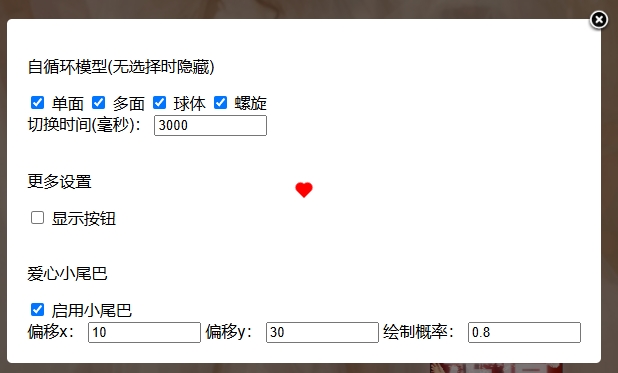 自循环模型(无选择时隐藏)
单面 多面 球体 螺旋
切换时间(毫秒): 3000
更多设置
显示按钮
爱心小尾巴
启用小尾巴
偏移x: 10 偏移y: 30 绘制概率: 0.8